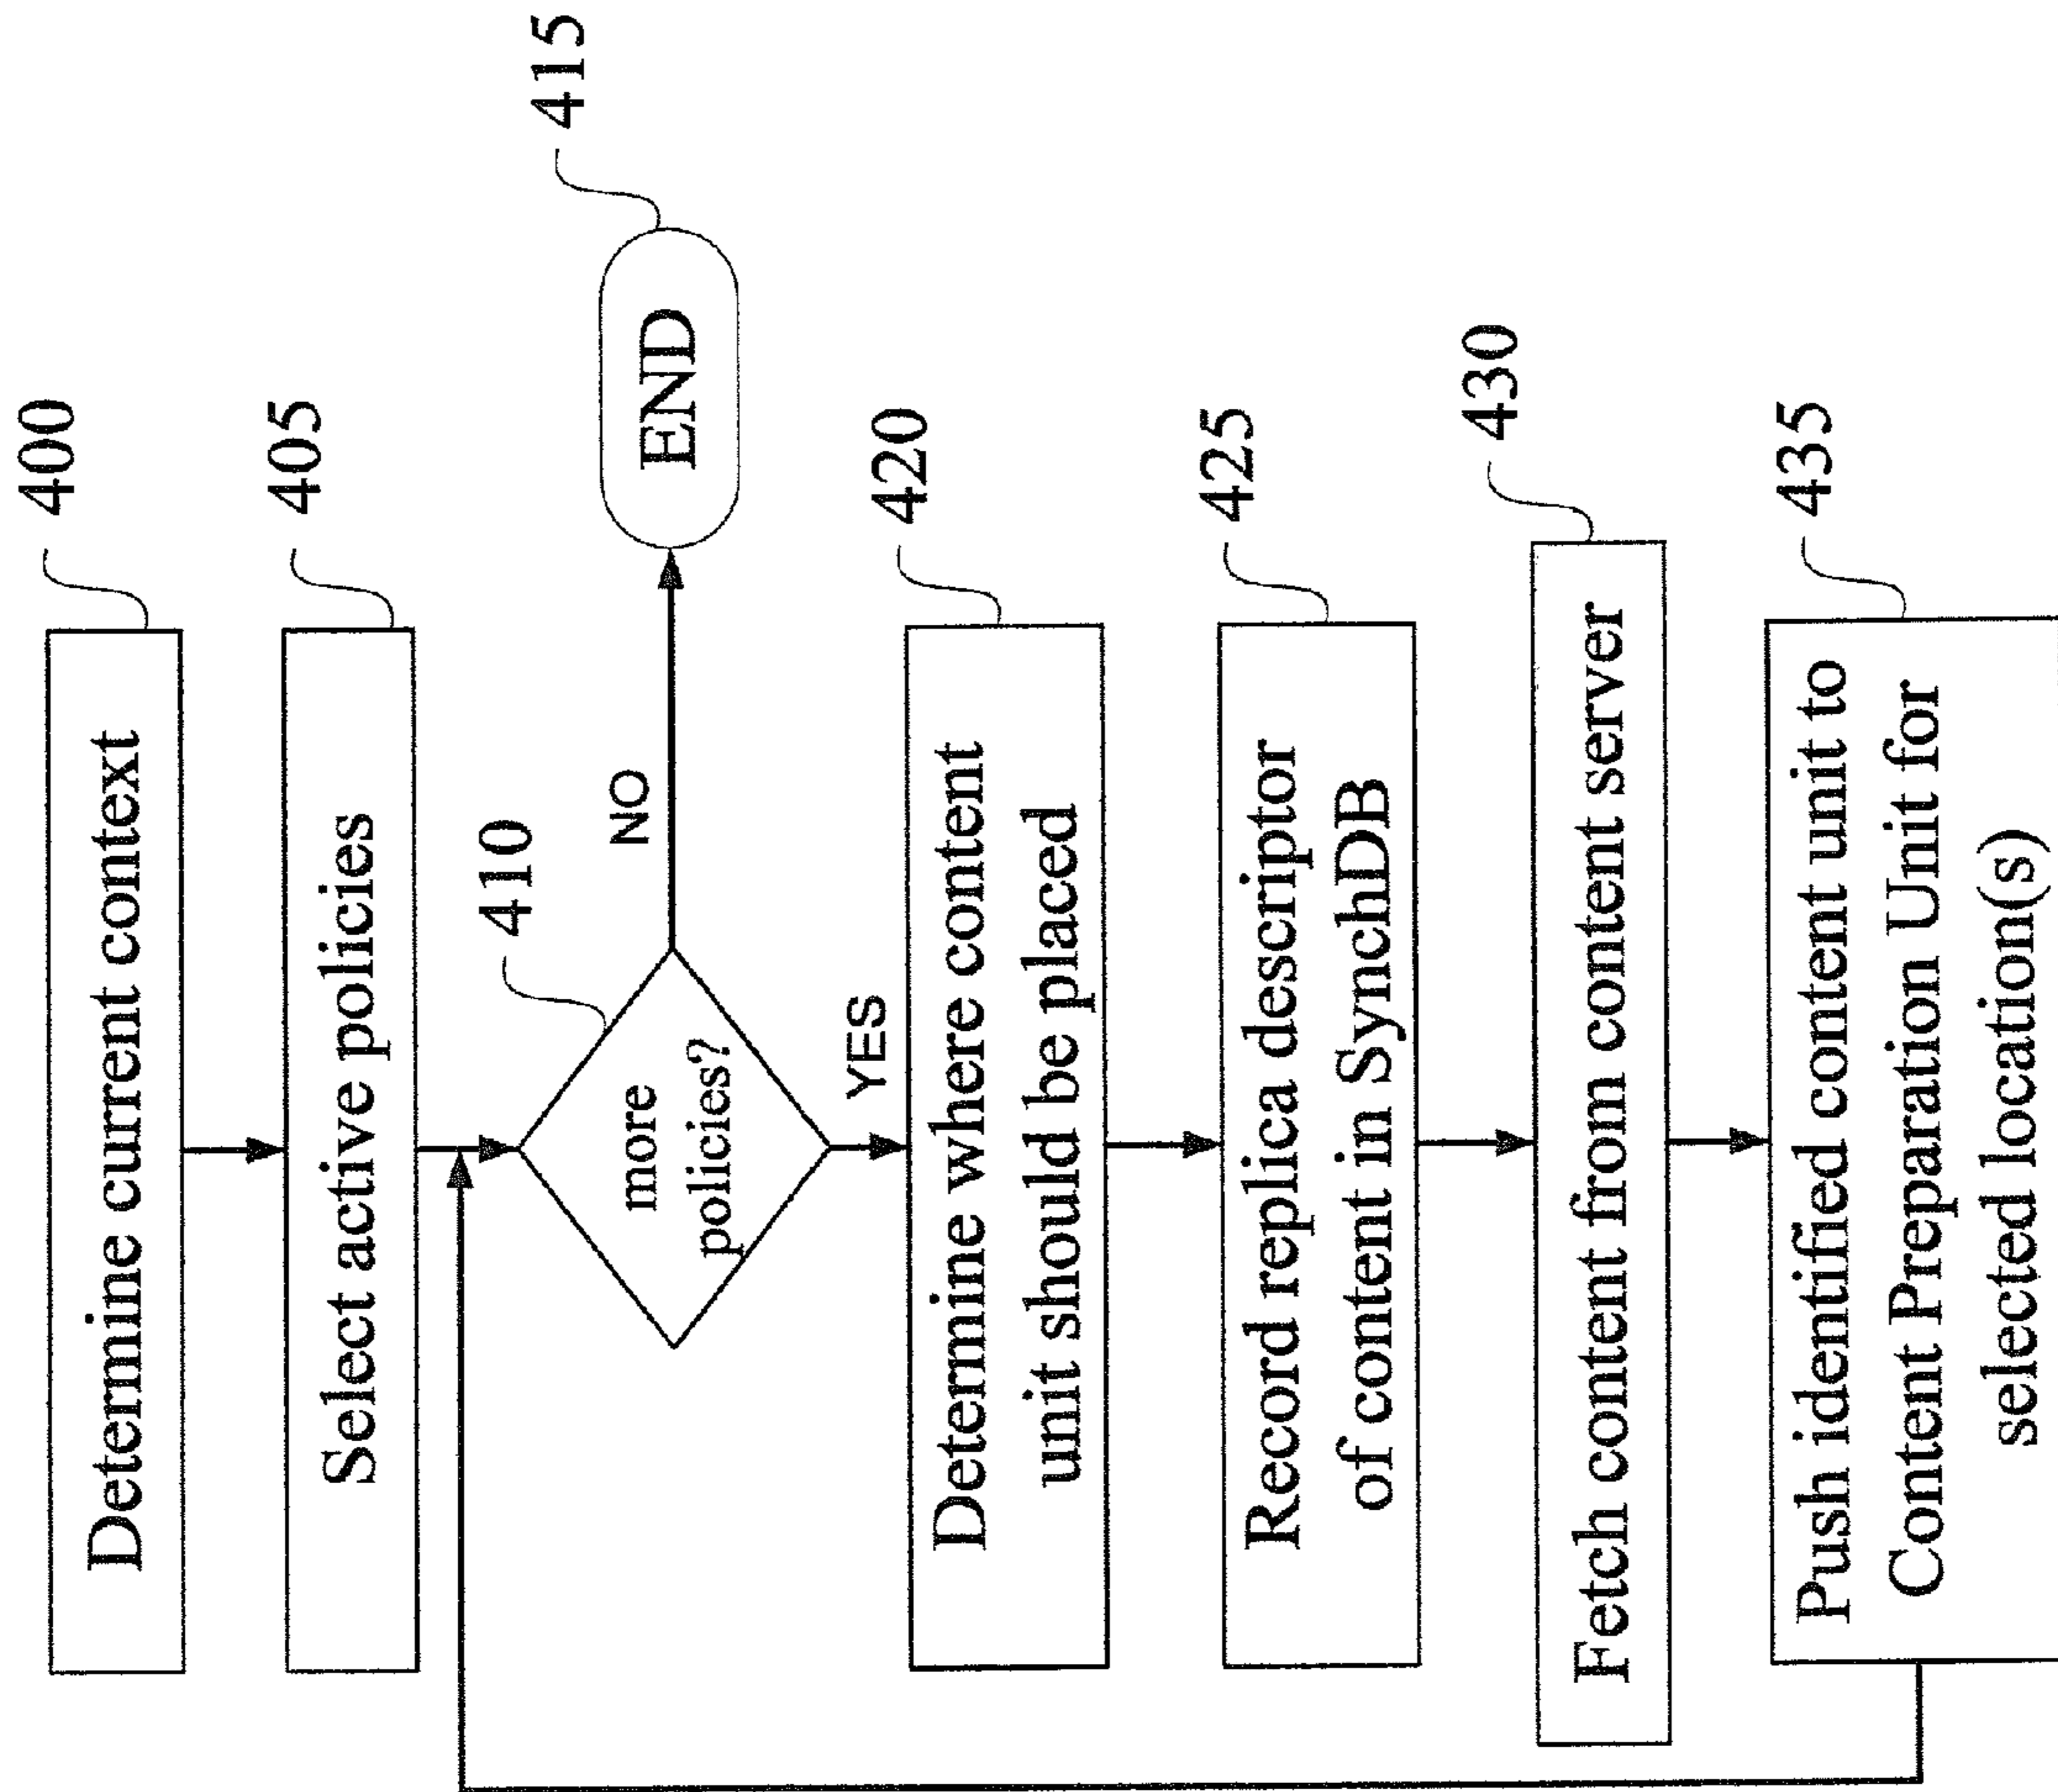 400
Determine current context
405
Select active policies
410
more
policies?
NO
415
END
YES
420
Determine where content
unit should be placed
425
Record replica descriptor
of content in SynchDB
430
Fetch content from content server
435
Push identified content unit to
Content Preparation Unit for
selected location(s)